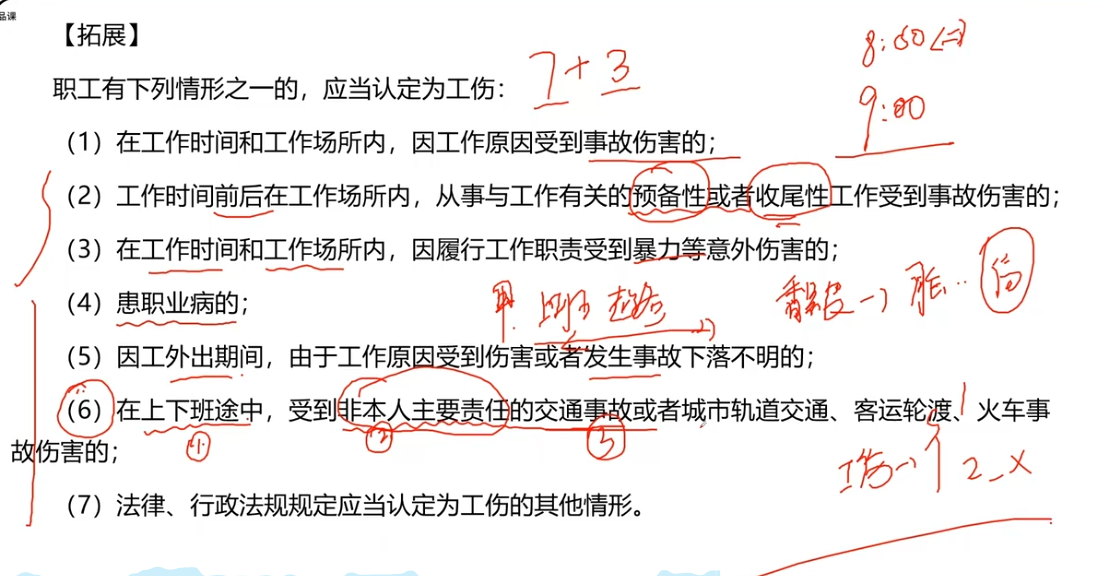 品课
【拓展】
8:50
职工有下列情形之一的，应当认定为工伤：
7+3
9:00
（1）在工作时间和工作场所内，因工作原因受到事故伤害的；
（2）工作时间前后在工作场所内，从事与工作有关的预备性或者收尾性工作受到事故伤害的；
（3）在工作时间和工作场所内，因履行工作职责受到暴力等意外伤害的；
（4）患职业病的；
甲.
香蕉皮→
（5）因工外出期间，由于工作原因受到伤害或者发生事故下落不明的；
（6）在上下班途中，受到非本人主要责任的交通事故或者城市轨道交通、客运轮渡、火车事
故伤害的；
①
②
③
工伤→
1
2-X
（7）法律、行政法规规定应当认定为工伤的其他情形。